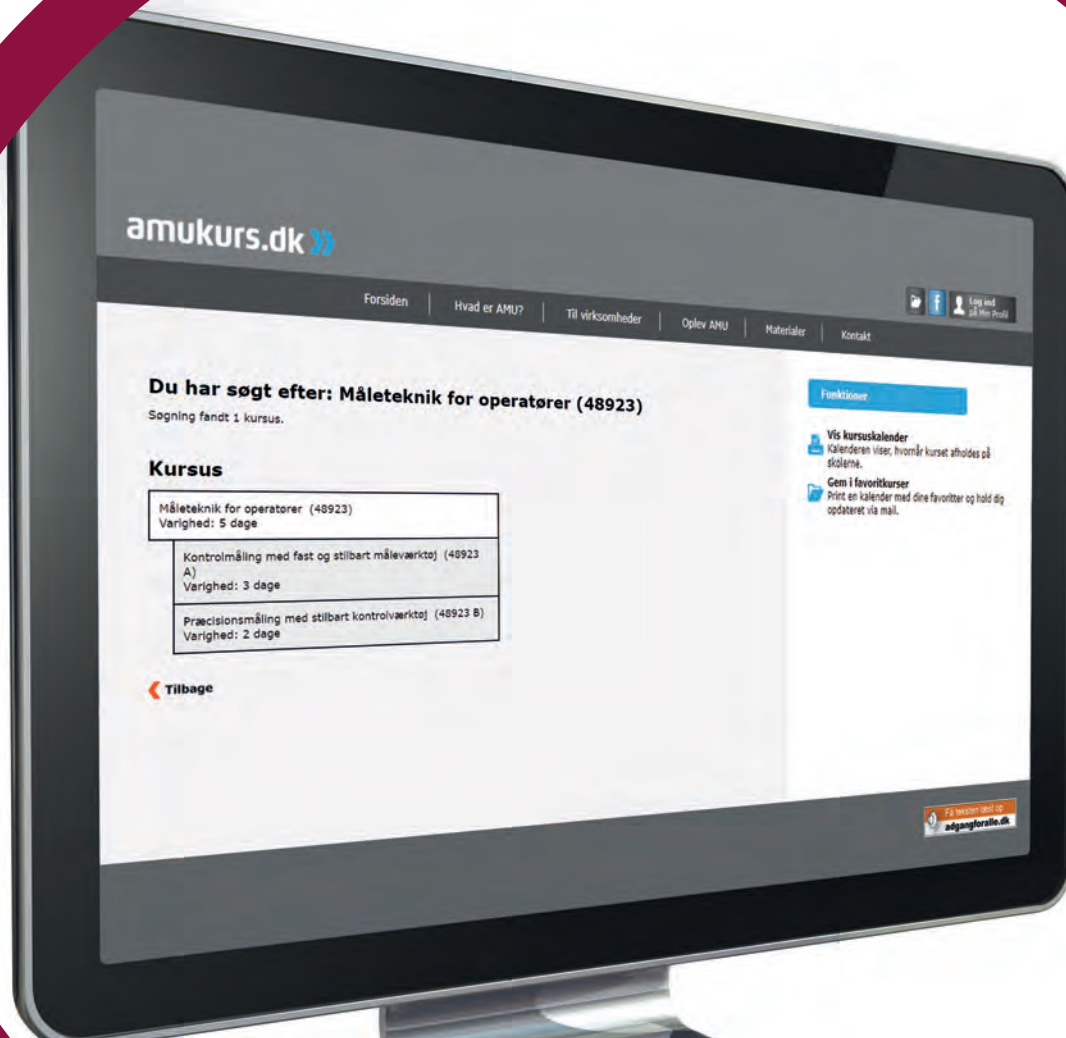 amukurs.dk
Forsiden
Hvad er AMU?
Til virksomheder
Oplev AMU
Materialer
Kontakt
f
Log ind
på Min Profil
Du har søgt efter: Måleteknik for operatører (48923)
Søgning fandt 1 kursus.
Kursus
Måleteknik for operatører (48923)
Varighed: 5 dage
Kontrolmåling med fast og stilbart måleværktøj (48923
A)
Varighed: 3 dage
Præcisionsmåling med stilbart kontrolværktøj (48923 B)
Varighed: 2 dage
Tilbage
Funktioner
Vis kursuskalender
Kalenderen viser, hvornår kurset afholdes på
skolerne.
Gem i favoritkurser
Print en kalender med dine favoritter og hold dig
opdateret via mail.
Få teksten læst op
adgangforalle.dk